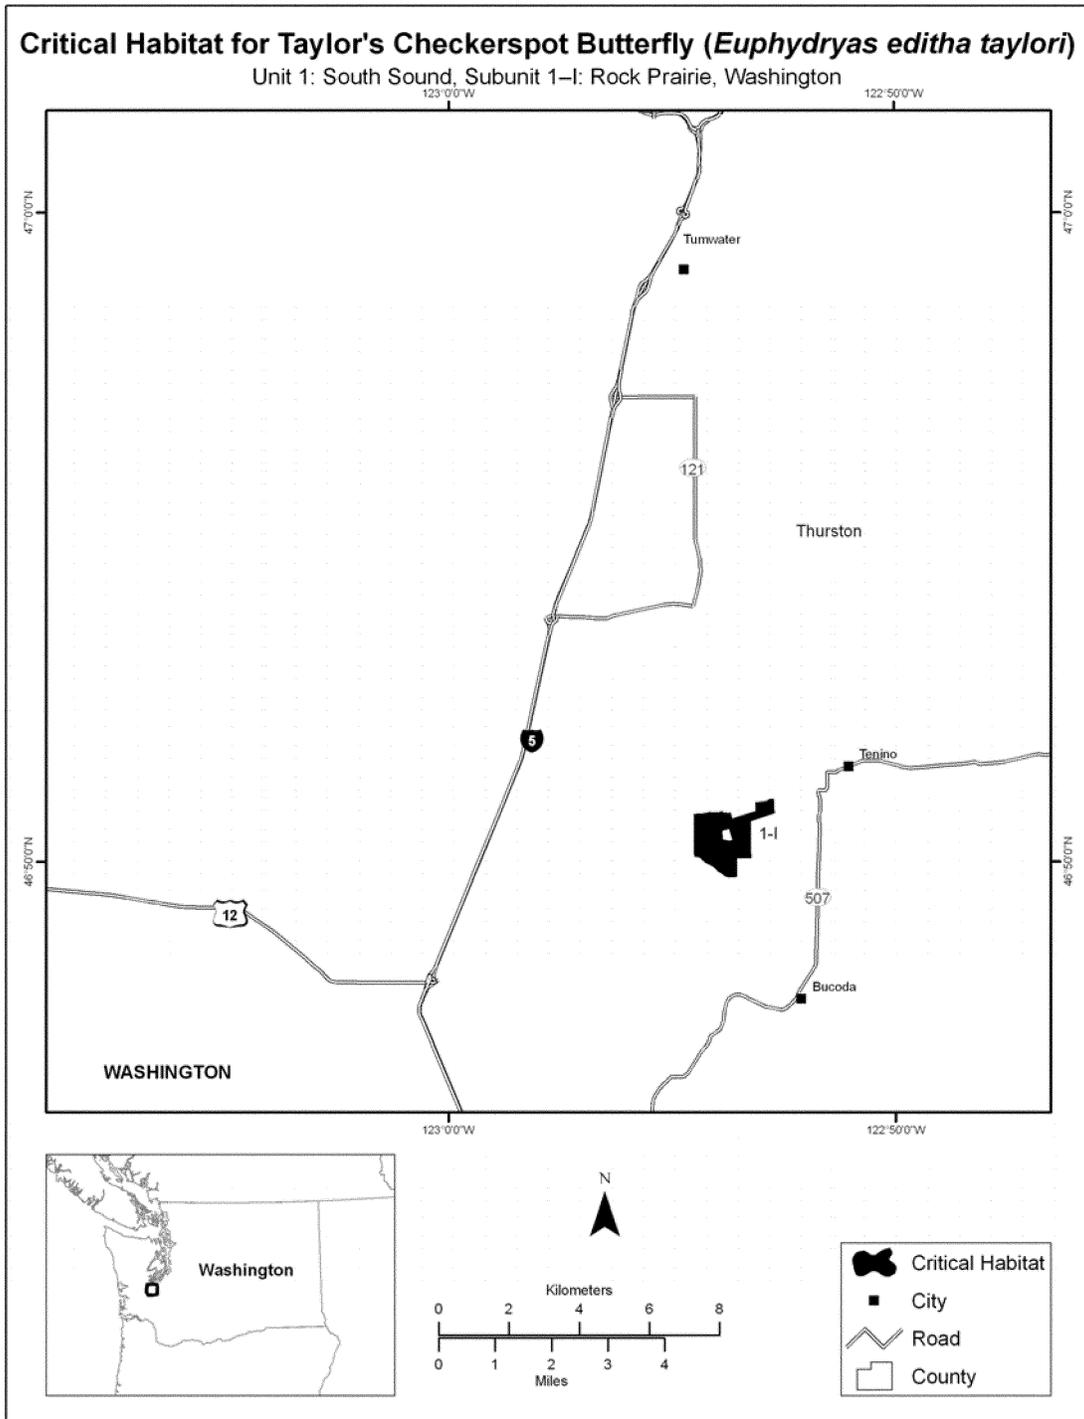 Critical Habitat for Taylor's Checkerspot Butterfly (Euphydryas editha taylori)
Unit 1: South Sound, Subunit 1–I: Rock Prairie, Washington
123°0'0"W
122°50'0"W
47°0'0"N
47°0'0"N
Tumwater
121
Thurston
5
Tenino
1-I
46°50'0"N
46°50'0"N
507
12
Bucoda
WASHINGTON
123°0'0"W
122°50'0"W
Washington
N
Kilometers
0 2 4 6 8
0 1 2 3 4
Miles
Critical Habitat
City
Road
County